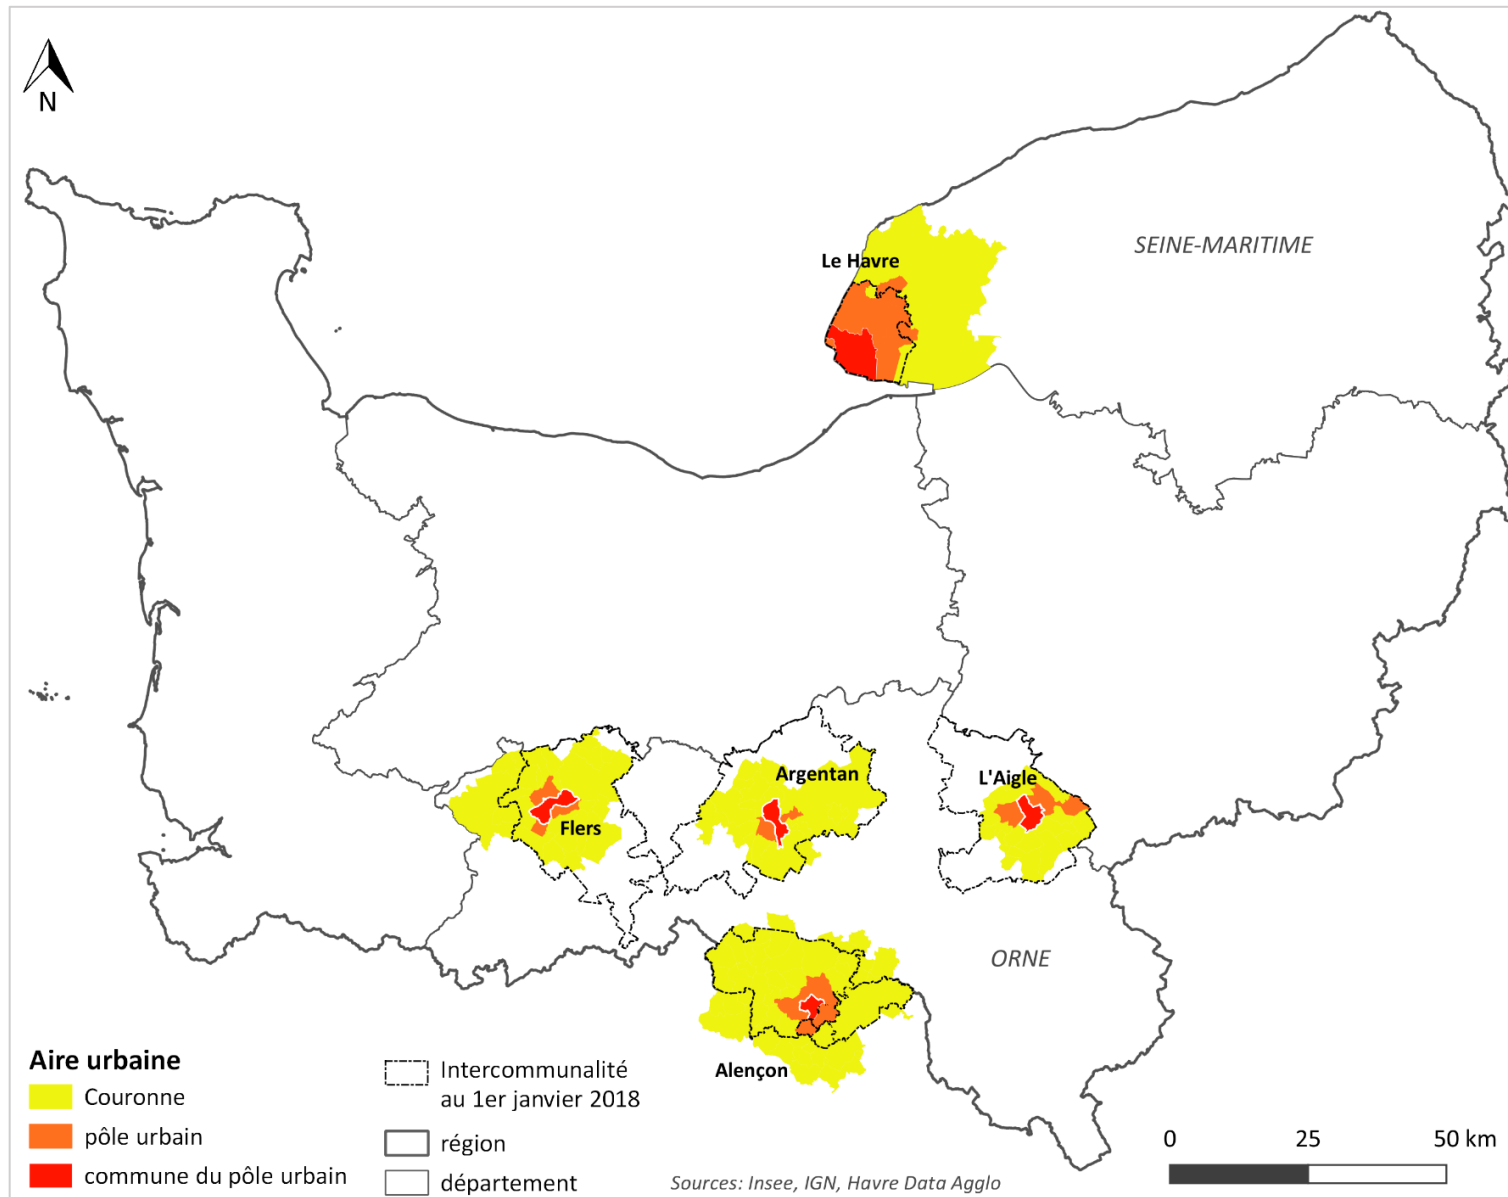 N
SEINE-MARITIME
Le Havre
Argentan
L'Aigle
Flers
ORNE
Alençon
Aire urbaine
Couronne
pôle urbain
commune du pôle urbain
Intercommunalité
au 1er janvier 2018
région
département
Sources: Insee, IGN, Havre Data Agglo
0 25 50 km